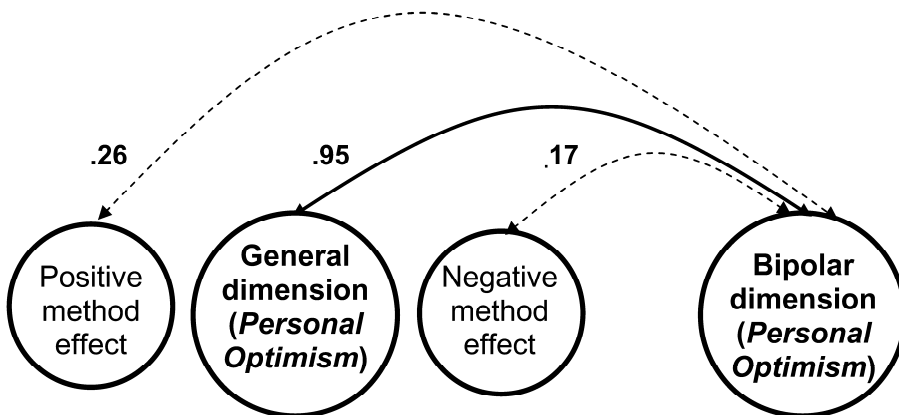 .26
.95
.17
Positive
method
effect
General
dimension
(Personal
Optimism)
Negative
method
effect
Bipolar
dimension
(Personal
Optimism)